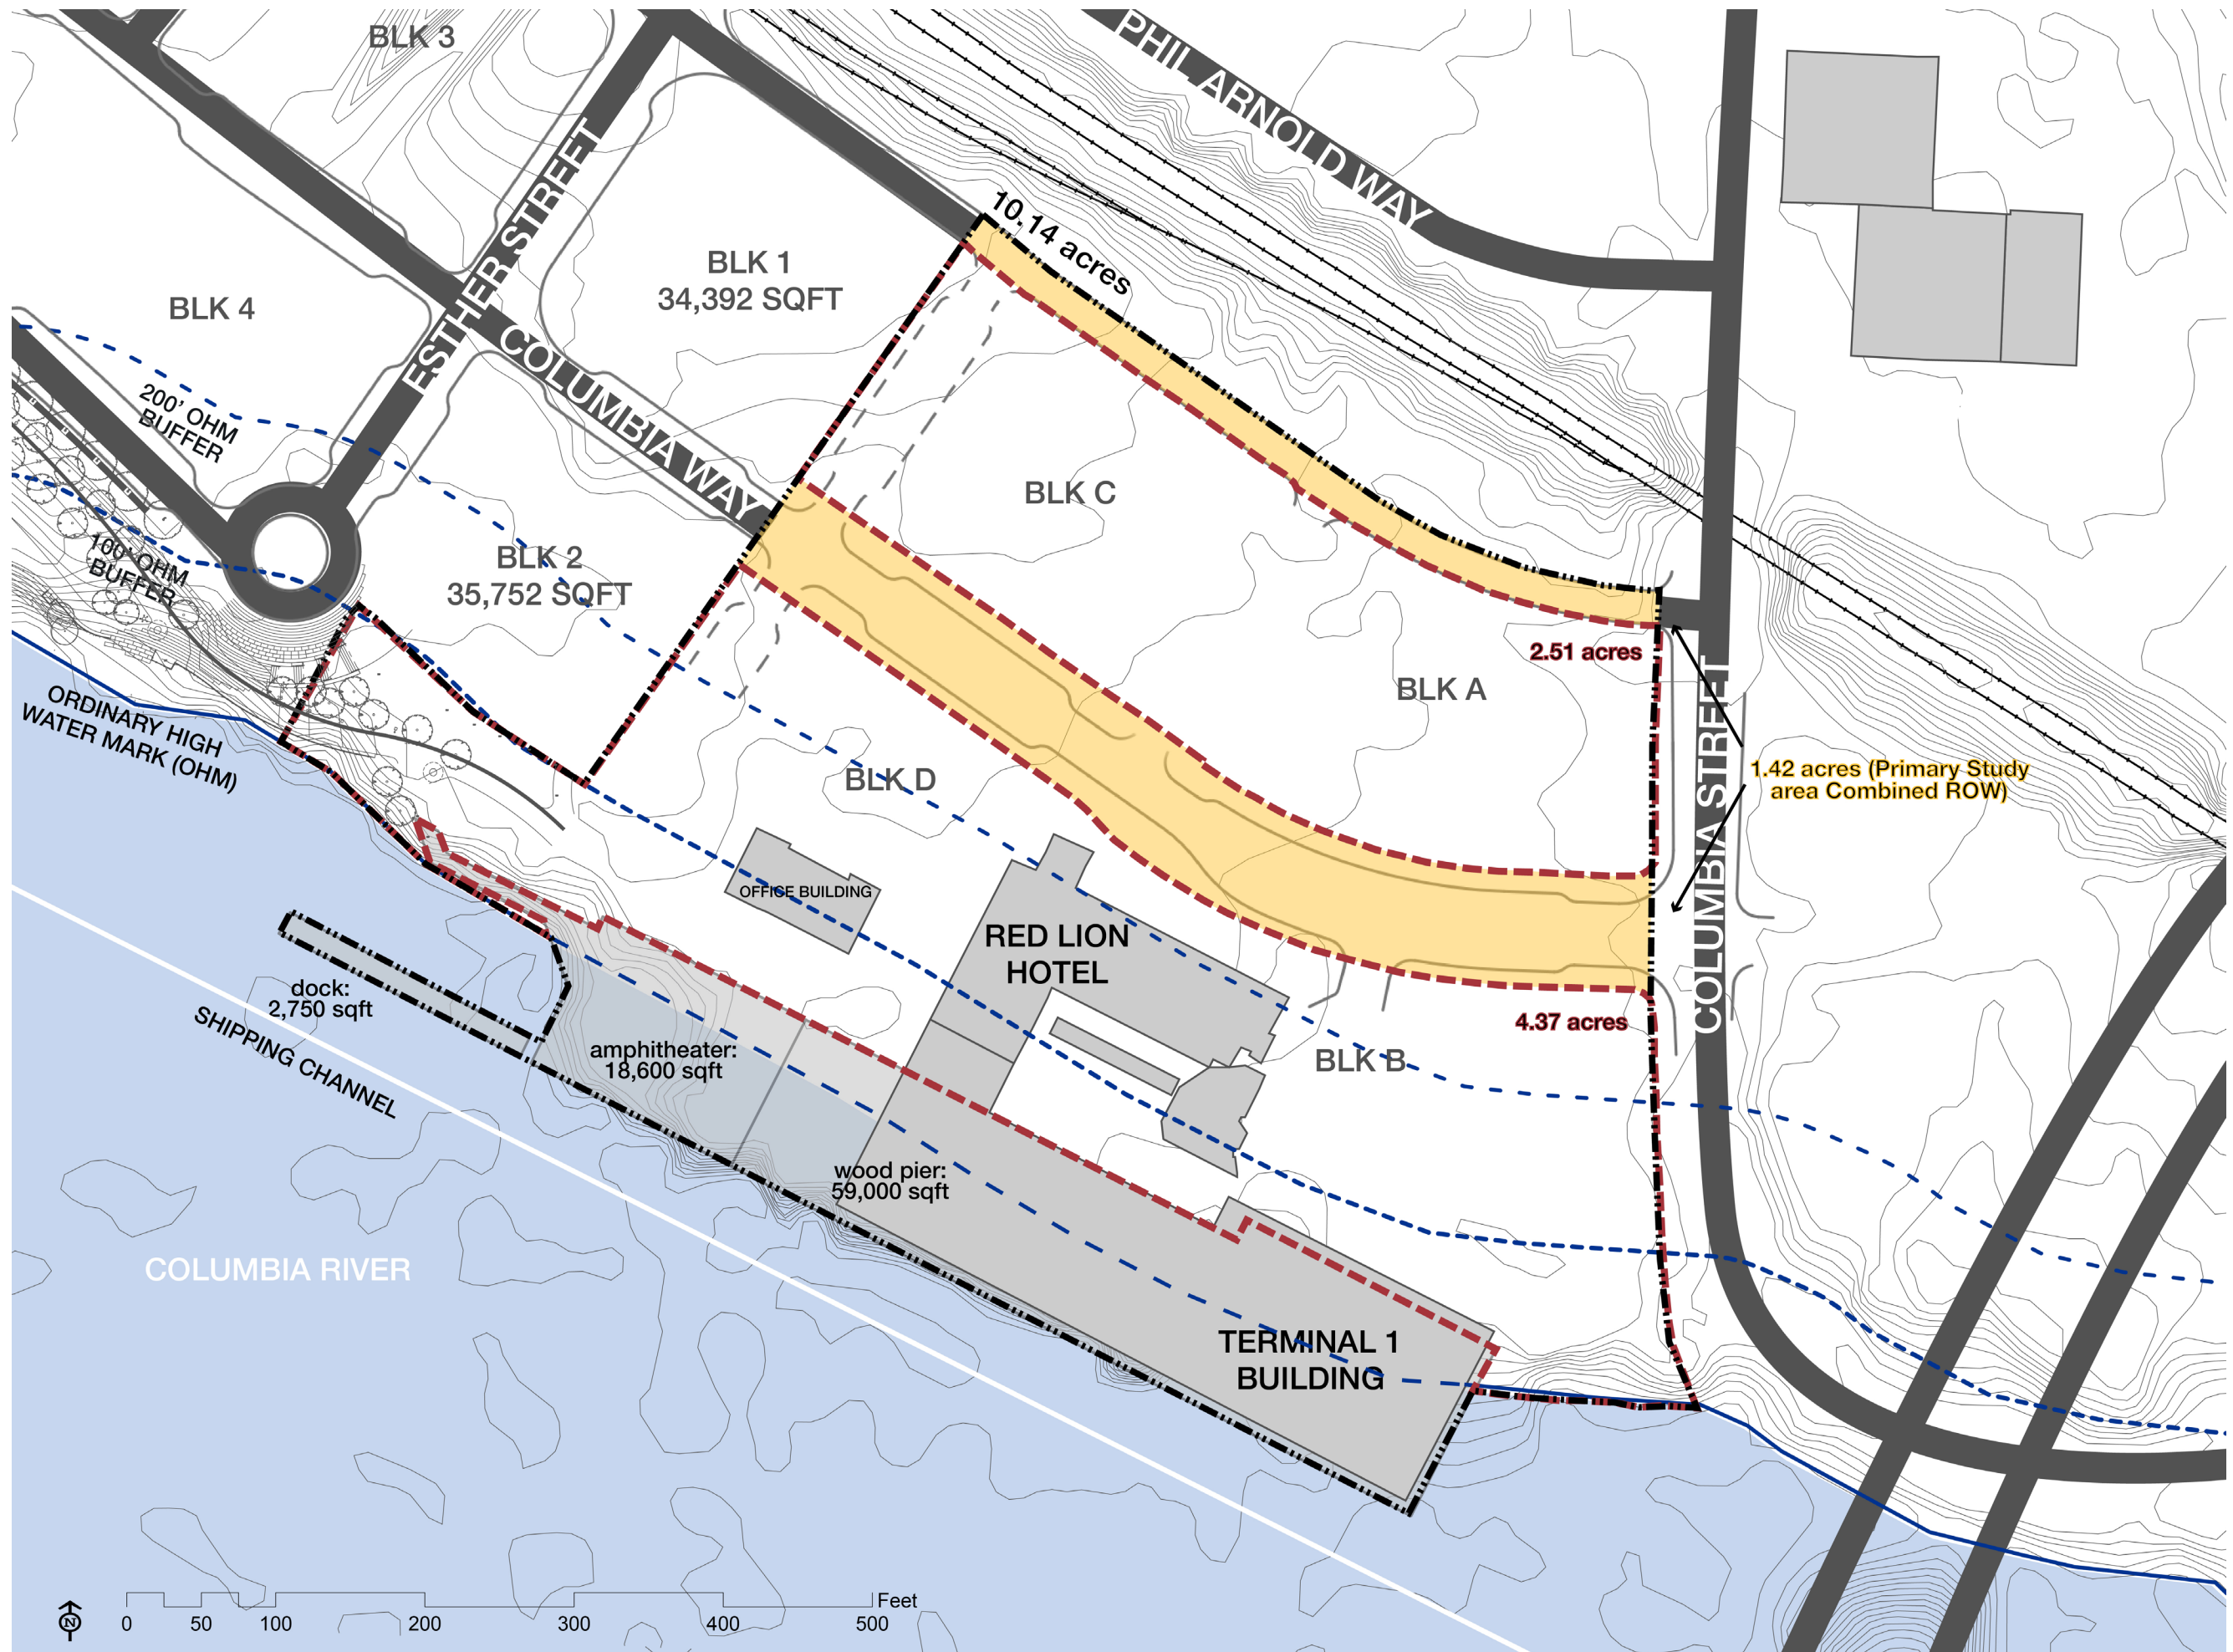 BLK 3
PHIL ARNOLD WAY
ESTHER STREET
10.14 acres
BLK 1
34,392 SQFT
BLK 4
COLUMBIA WAY
200' OHM
BUFFER
BLK C
100' OHM
BUFFER
BLK 2
35,752 SQFT
2.51 acres
BLK A
COLUMBIA STREET
ORDINARY HIGH
WATER MARK (OHM)
1.42 acres (Primary Study
area Combined ROW)
BLK D
OFFICE BUILDING
RED LION
HOTEL
dock:
2,750 sqft
SHIPPING CHANNEL
4.37 acres
amphitheater:
18,600 sqft
BLK B
wood pier:
59,000 sqft
COLUMBIA RIVER
TERMINAL 1
BUILDING
N
Feet
0 50 100 200 300 400 500